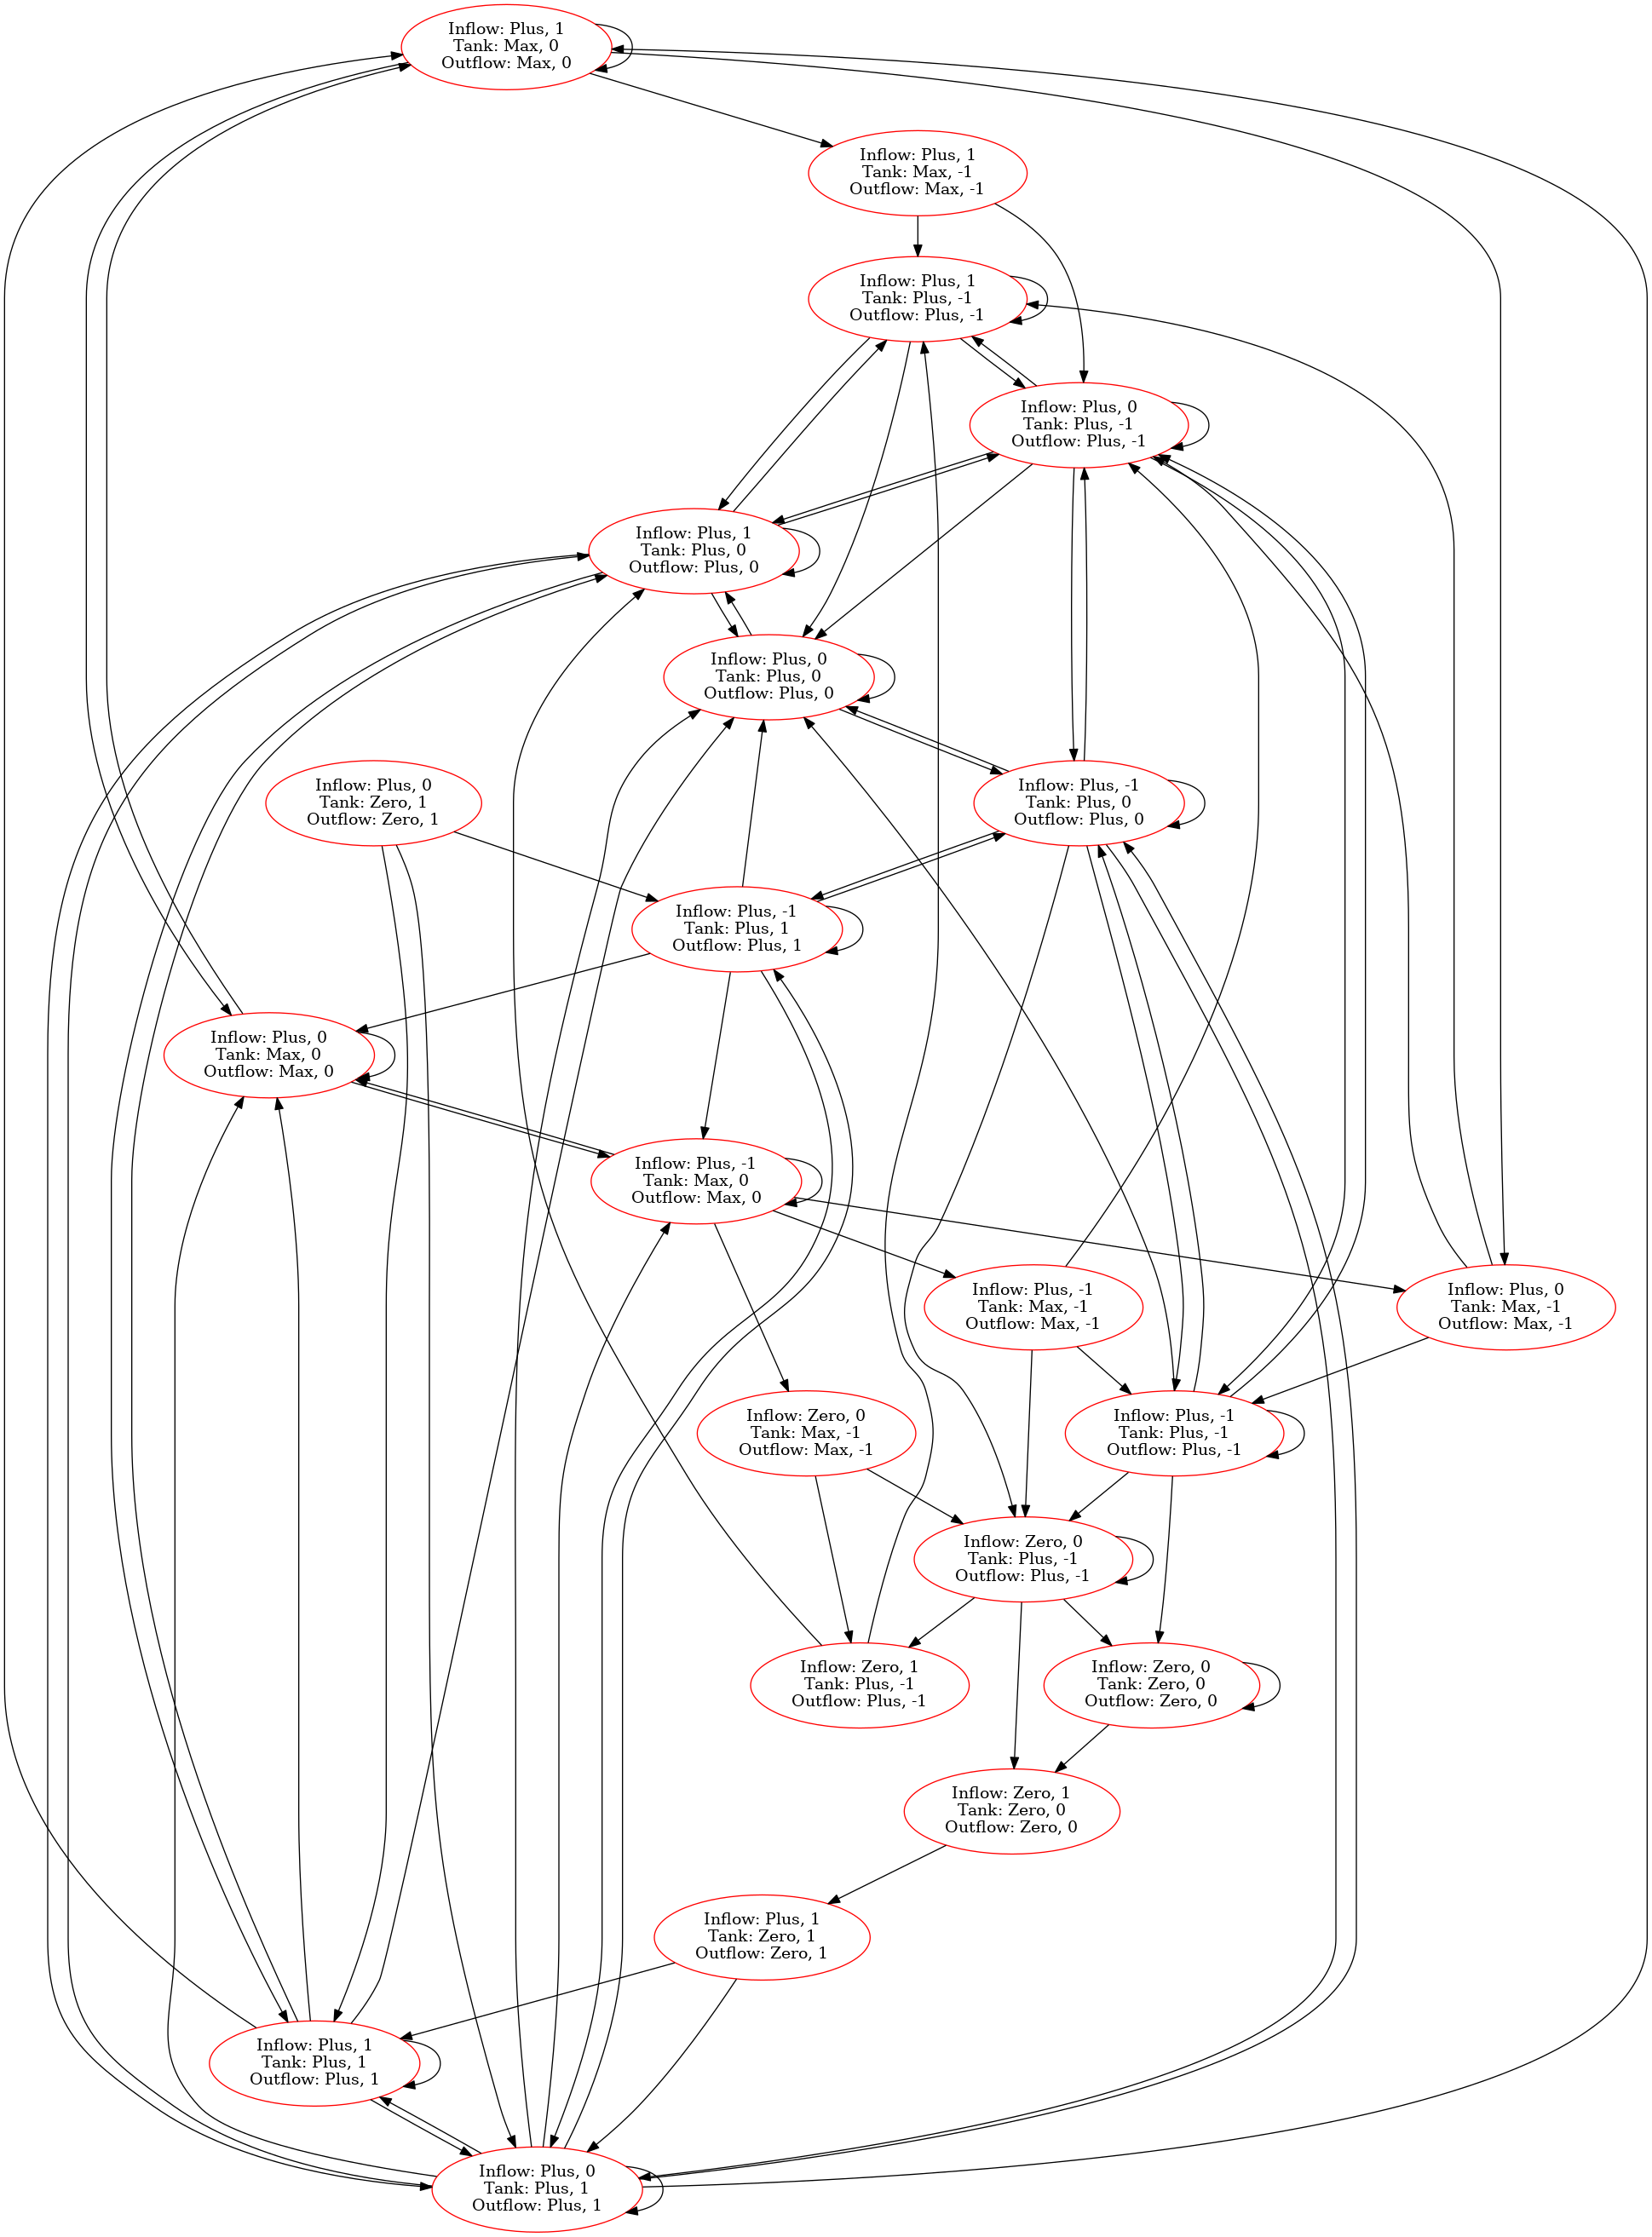 Inflow: Plus, 1
Tank: Max, 0
Outflow: Max, 0
Inflow: Plus, 1
Tank: Max, -1
Outflow: Max, -1
Inflow: Plus, 1
Tank: Plus, -1
Outflow: Plus, -1
Inflow: Plus, 0
Tank: Plus, -1
Outflow: Plus, -1
Inflow: Plus, 1
Tank: Plus, 0
Outflow: Plus, 0
Inflow: Plus, 0
Tank: Plus, 0
Outflow: Plus, 0
Inflow: Plus, 0
Tank: Zero, 1
Outflow: Zero, 1
Inflow: Plus, -1
Tank: Plus, 0
Outflow: Plus, 0
Inflow: Plus, -1
Tank: Plus, 1
Outflow: Plus, 1
Inflow: Plus, 0
Tank: Max, 0
Outflow: Max, 0
Inflow: Plus, -1
Tank: Max, 0
Outflow: Max, 0
Inflow: Plus, -1
Tank: Max, -1
Outflow: Max, -1
Inflow: Plus, 0
Tank: Max, -1
Outflow: Max, -1
Inflow: Zero, 0
Tank: Max, -1
Outflow: Max, -1
Inflow: Plus, -1
Tank: Plus, -1
Outflow: Plus, -1
Inflow: Zero, 0
Tank: Plus, -1
Outflow: Plus, -1
Inflow: Zero, 1
Tank: Plus, -1
Outflow: Plus, -1
Inflow: Zero, 0
Tank: Zero, 0
Outflow: Zero, 0
Inflow: Zero, 1
Tank: Zero, 0
Outflow: Zero, 0
Inflow: Plus, 1
Tank: Zero, 1
Outflow: Zero, 1
Inflow: Plus, 1
Tank: Plus, 1
Outflow: Plus, 1
Inflow: Plus, 0
Tank: Plus, 1
Outflow: Plus, 1